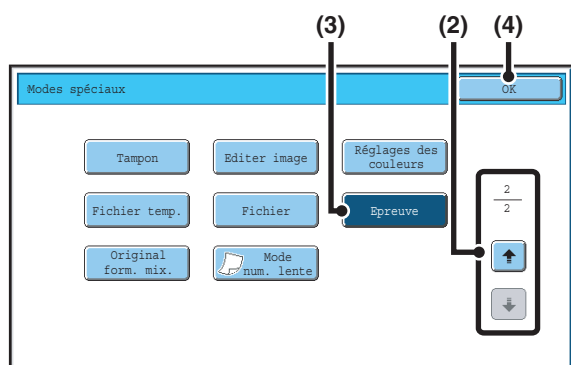 (3) (2) (4)
Modes spéciaux OK
Tampon Editer image Réglages des
couleurs
2
2
Fichier temp. Fichier Epreuve
Original
form. mix.
Mode
num. lente